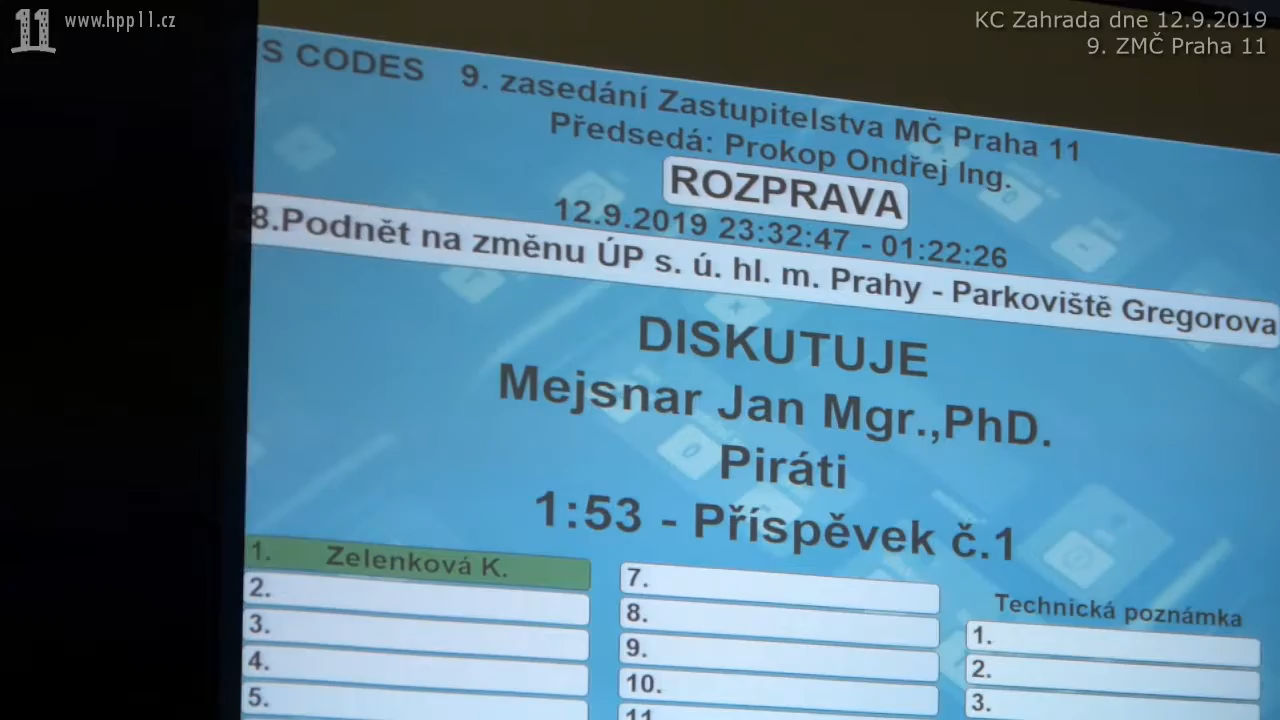 11 www.hpp11.cz
KC Zahrada dne 12.9.2019
9. ZMČ Praha 11
S CODES 9. zasedání Zastupitelstva MČ Praha 11
Předsedá: Prokop Ondřej Ing.
ROZPRAVA
12.9.2019 23:32:47 - 01:22:26
8.Podnět na změnu ÚP s. ú. hl. m. Prahy - Parkoviště Gregorova
DISKUTUJE
Mejsnar Jan Mgr.,PhD.
Piráti
1:53 - Příspěvek č.1
1. Zelenková K.
2.
3.
4.
5.
7.
8.
9.
10.
11
Technická poznámka
1.
2.
3.